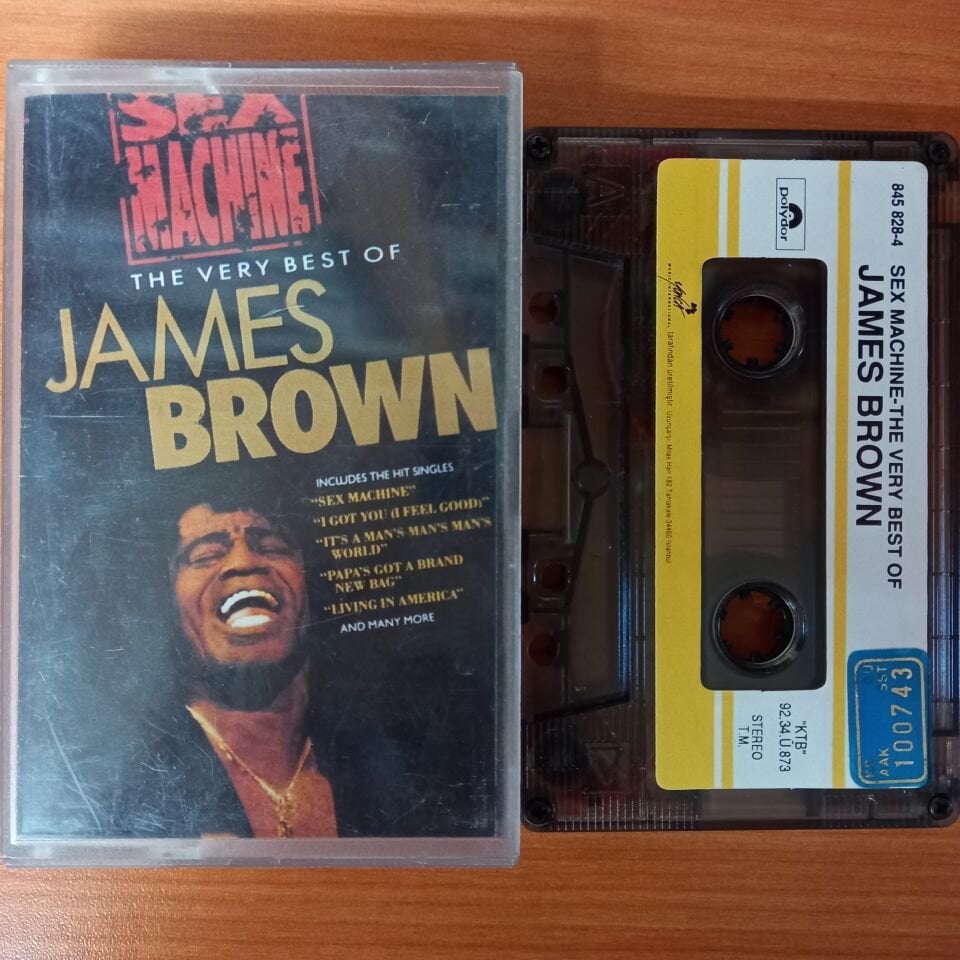 SEX
MACHINE
THE VERY BEST OF
JAMES
BROWN
INCLUDES THE HIT SINGLES
"SEX MACHINE"
"I GOT YOU (I FEEL GOOD)"
"IT'S A MAN'S MAN'S MAN'S
WORLD"
"PAPA'S GOT A BRAND
NEW BAG"
"LIVING IN AMERICA"
AND MANY MORE
845 828-4
SEX MACHINE-THE VERY BEST OF
JAMES BROWN
polydor
tarafından üretilmiştir.
"KTB"
92.34.Ü.873
STEREO
T.M.
100743
A